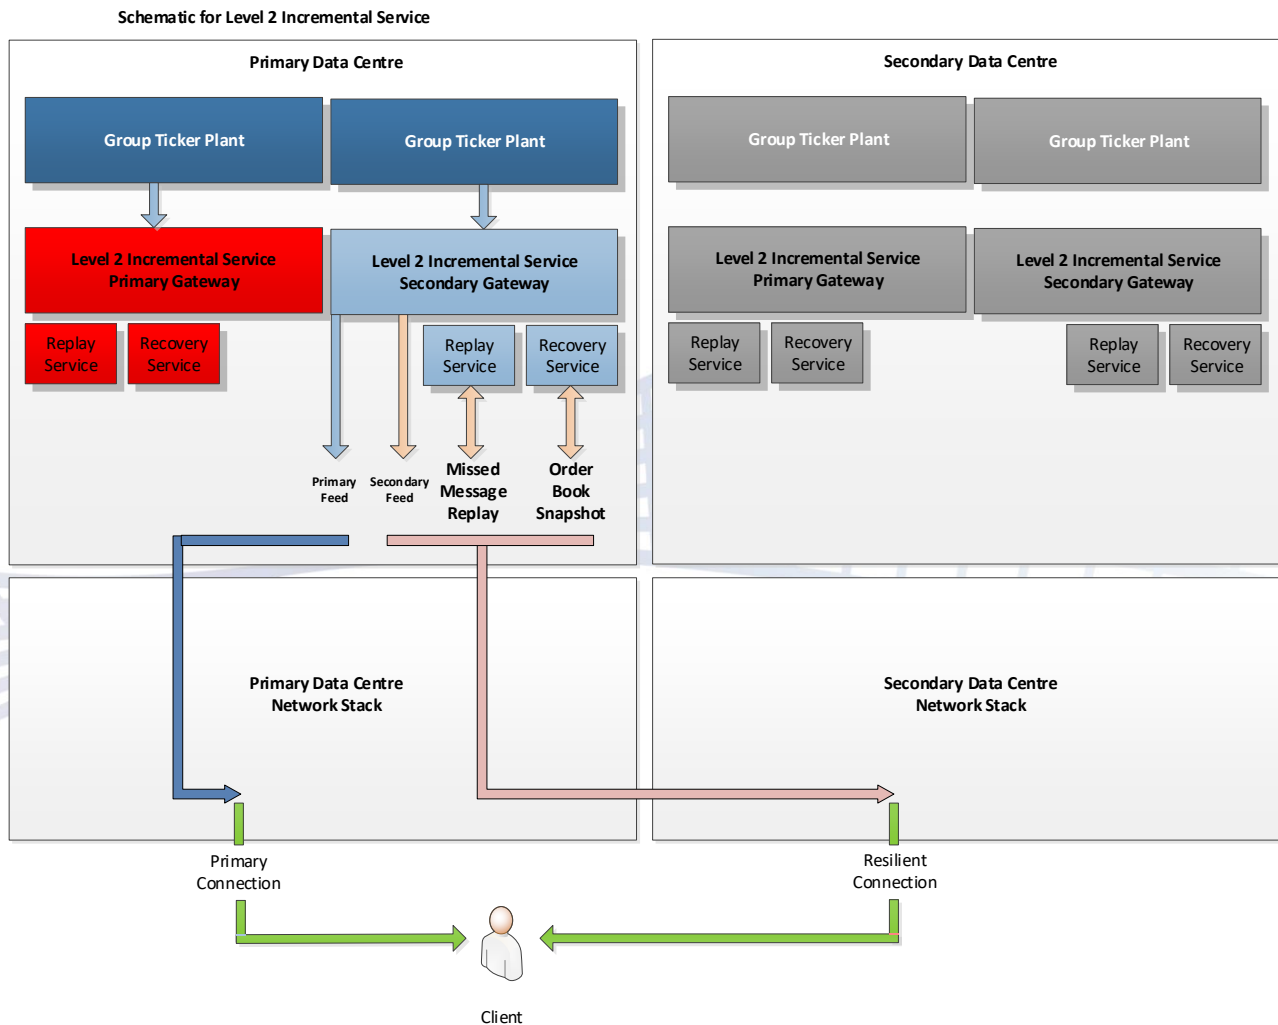 Schematic for Level 2 Incremental Service
Primary Data Centre
Group Ticker Plant
Group Ticker Plant
Level 2 Incremental Service
Primary Gateway
Level 2 Incremental Service
Secondary Gateway
Replay
Service
Recovery
Service
Replay
Service
Recovery
Service
Primary
Feed
Secondary
Feed
Missed
Message
Replay
Order
Book
Snapshot
Secondary Data Centre
Group Ticker Plant
Group Ticker Plant
Level 2 Incremental Service
Primary Gateway
Level 2 Incremental Service
Secondary Gateway
Replay
Service
Recovery
Service
Replay
Service
Recovery
Service
Primary Data Centre
Network Stack
Secondary Data Centre
Network Stack
Primary
Connection
Resilient
Connection
Client